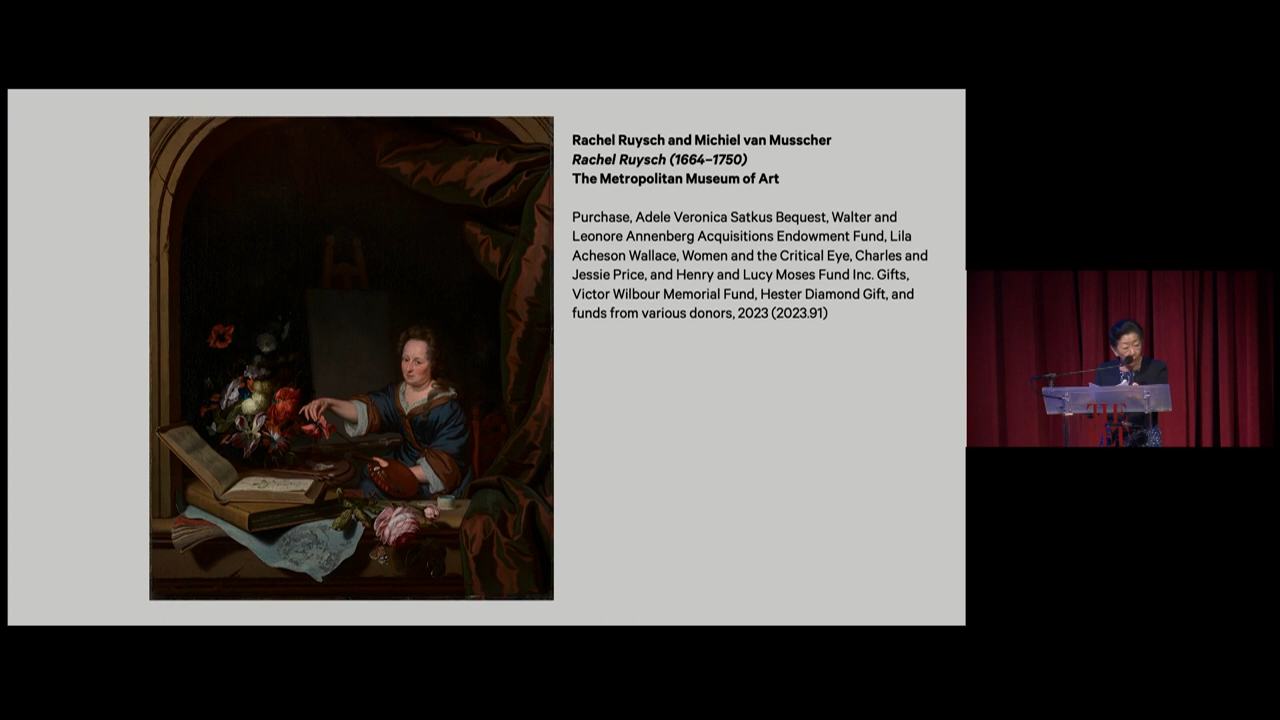 Rachel Ruysch and Michiel van Musscher
Rachel Ruysch (1664–1750)
The Metropolitan Museum of Art
Purchase, Adele Veronica Satkus Bequest, Walter and
Leonore Annenberg Acquisitions Endowment Fund, Lila
Acheson Wallace, Women and the Critical Eye, Charles and
Jessie Price, and Henry and Lucy Moses Fund Inc. Gifts,
Victor Wilbour Memorial Fund, Hester Diamond Gift, and
funds from various donors, 2023 (2023.91)